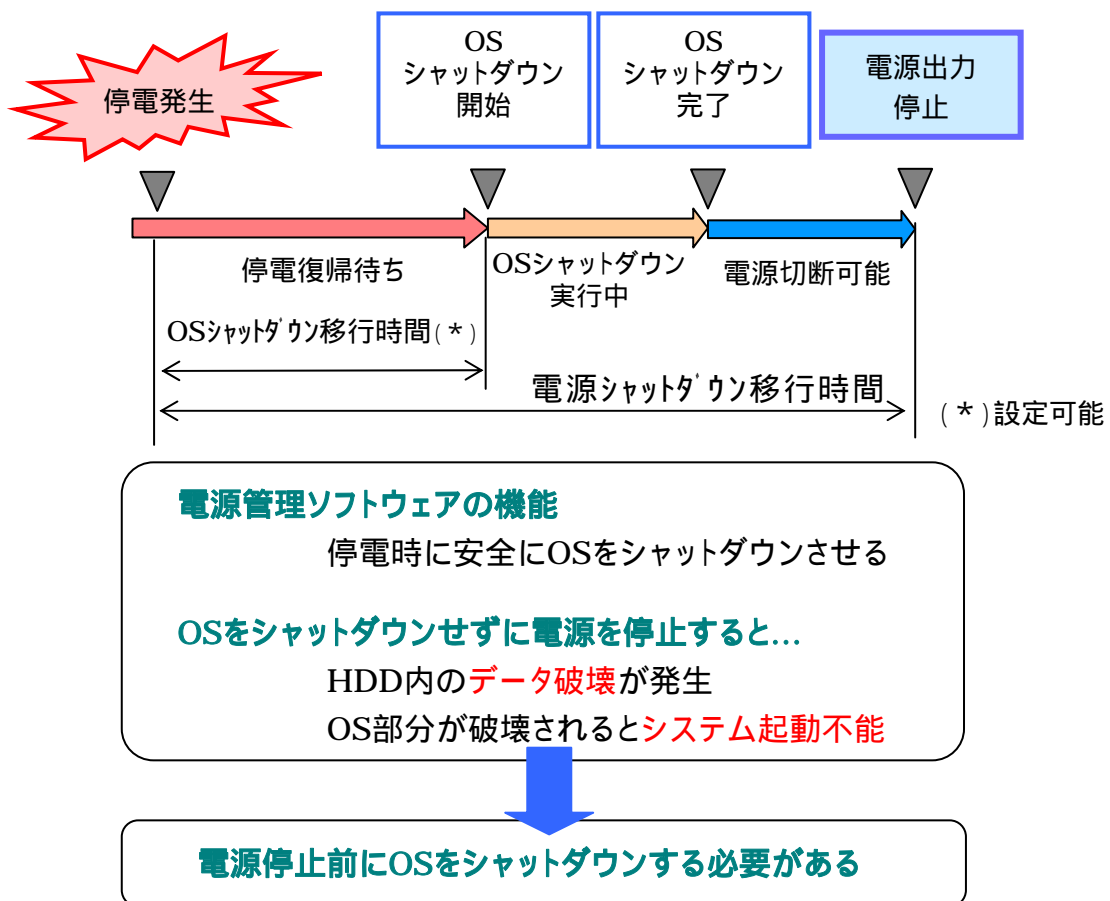 停電発生
OS
シャットダウン
開始
OS
シャットダウン
完了
電源出力
停止
停電復帰待ち
OSシャットダウン
実行中
電源切断可能
OSｼｬｯﾄﾀﾞｳﾝ移行時間(*)
電源ｼｬｯﾄﾀﾞｳﾝ移行時間
(*)設定可能
電源管理ソフトウェアの機能
停電時に安全にOSをシャットダウンさせる
OSをシャットダウンせずに電源を停止すると…
HDD内のデータ破壊が発生
OS部分が破壊されるとシステム起動不能
電源停止前にOSをシャットダウンする必要がある